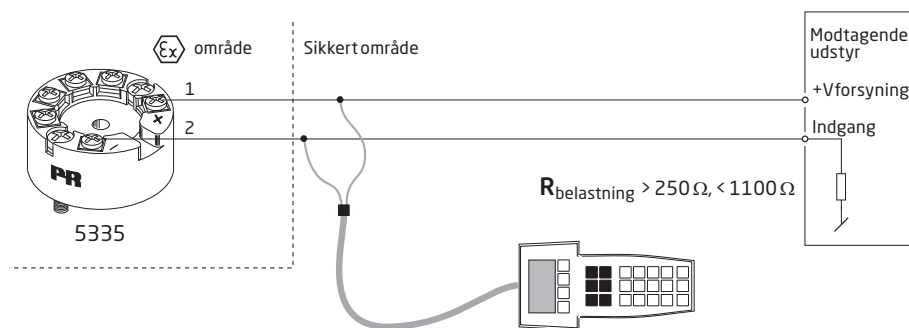 Ex område
Sikkert område
Modtagende
udstyr
1
+Vforsyning
2
Indgang
+
-
PR
5335
Rbelastning > 250 Ω, < 1100 Ω